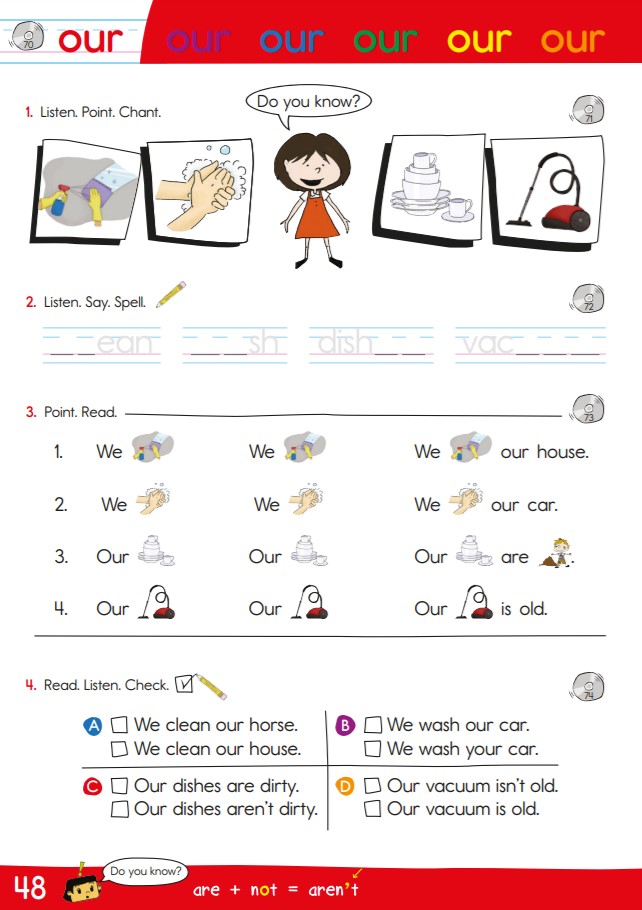 70 our our our our our our
1. Listen. Point. Chant.
Do you know?
71
2. Listen. Say. Spell.
72
_ _ean _ _ _sh dish_ _ vac_ _ _ _
3. Point. Read.
73
1. We We We our house.
2. We We We our car.
3. Our Our Our are .
4. Our Our Our is old.
4. Read. Listen. Check.
74
A We clean our horse.
We clean our house.
B We wash our car.
We wash your car.
C Our dishes are dirty.
Our dishes aren't dirty.
D Our vacuum isn't old.
Our vacuum is old.
48
!
Do you know?
are + not = aren't